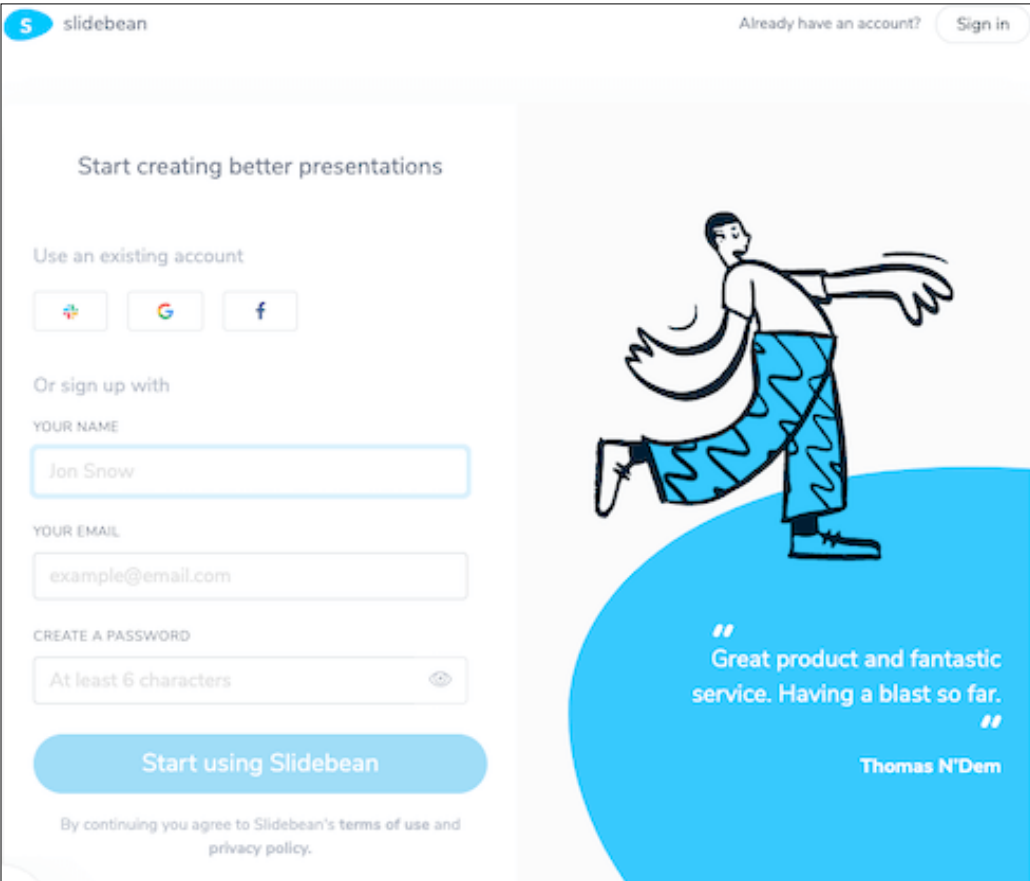 slidebean
Already have an account?
Sign in
Start creating better presentations
Use an existing account
Or sign up with
YOUR NAME
Jon Snow
YOUR EMAIL
example@email.com
CREATE A PASSWORD
At least 6 characters
Start using Slidebean
By continuing you agree to Slidebean's terms of use and
privacy policy.
"
Great product and fantastic
service. Having a blast so far.
"
Thomas N'Dem